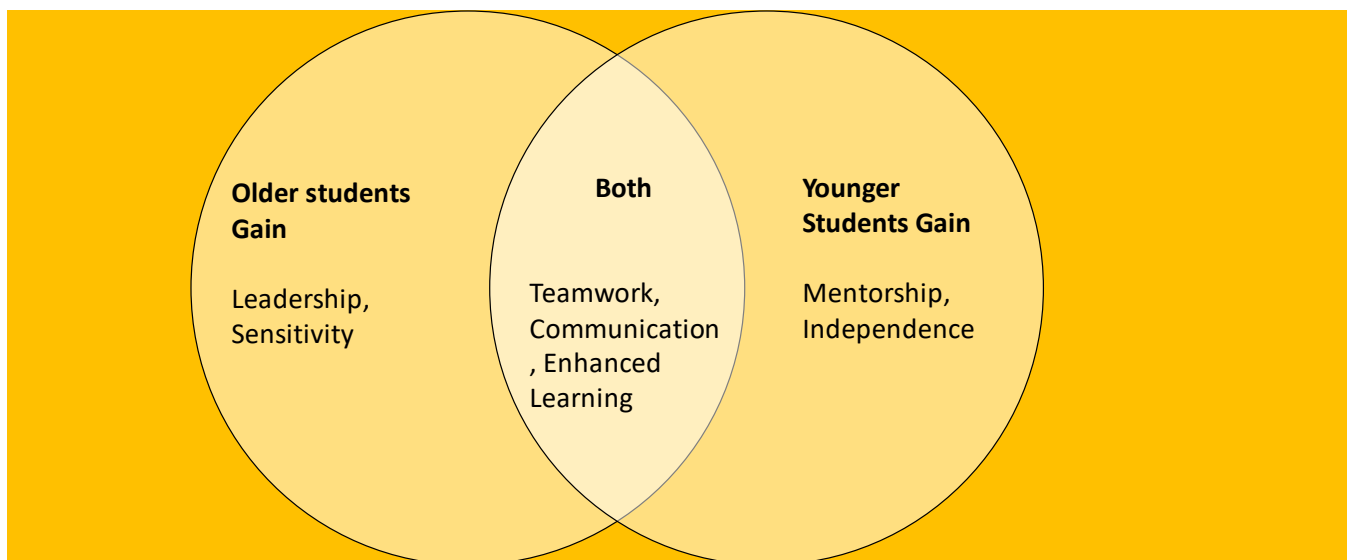 Older students
Gain
Leadership,
Sensitivity
Both
Teamwork,
Communication
, Enhanced
Learning
Younger
Students Gain
Mentorship,
Independence